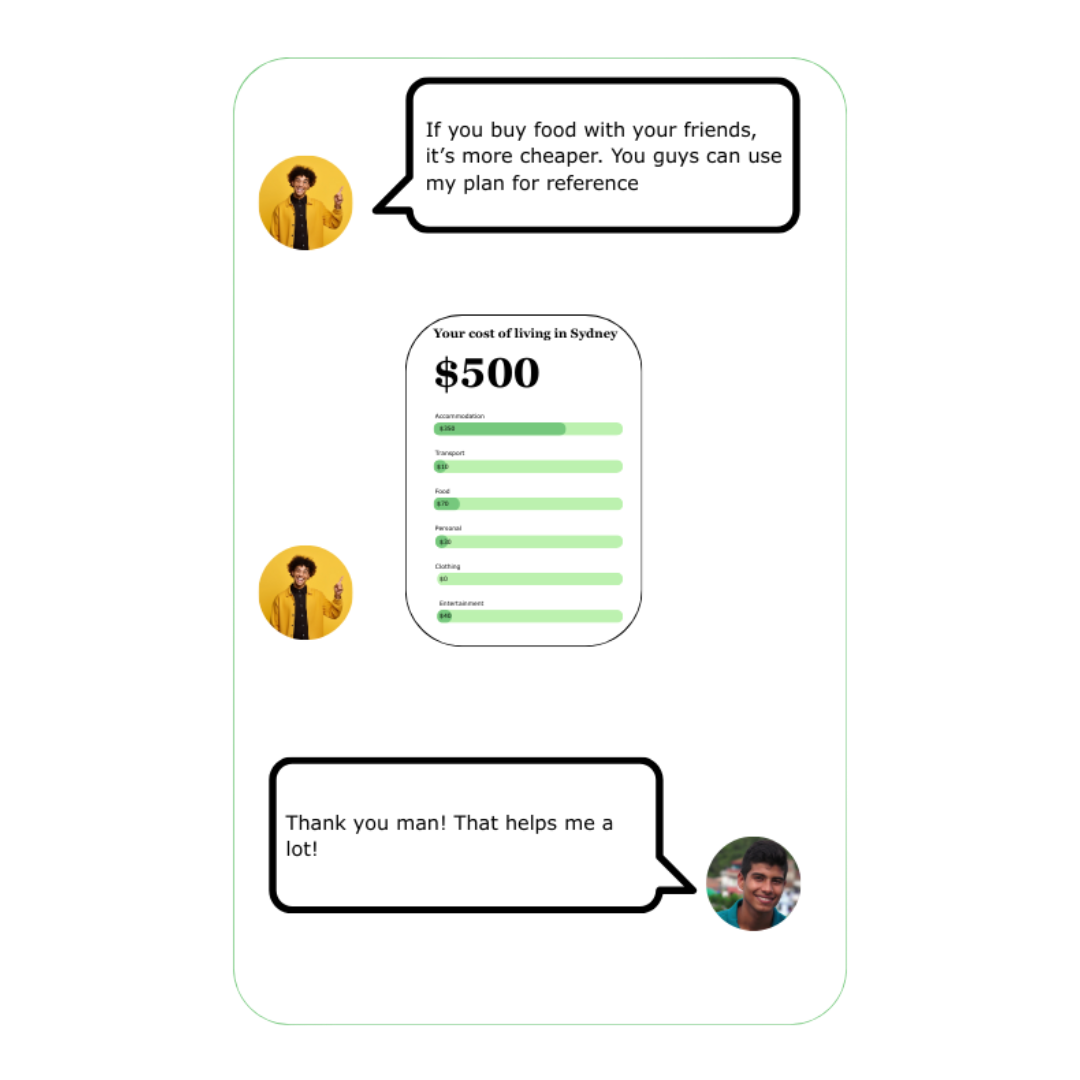 If you buy food with your friends,
it’s more cheaper. You guys can use
my plan for reference
Your cost of living in Sydney
$500
Accommodation
$350
Transport
$10
Food
$70
Personal
$30
Clothing
$0
Entertainment
$40
Thank you man! That helps me a
lot!